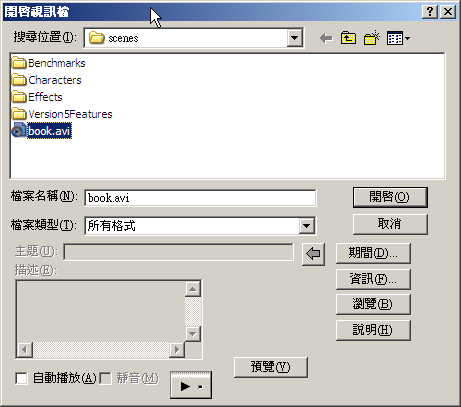 開啓視訊檔
搜尋位置(I): scenes
Benchmarks
Characters
Effects
Version5Features
book.avi
檔案名稱(N): book.avi 開啓(O)
檔案類型(T): 所有格式 取消
主題(U): 期間(D)...
描述(E): 資訊(F)...
瀏覽(B)
說明(H)
預覽(V)
自動播放(A) 靜音(M)